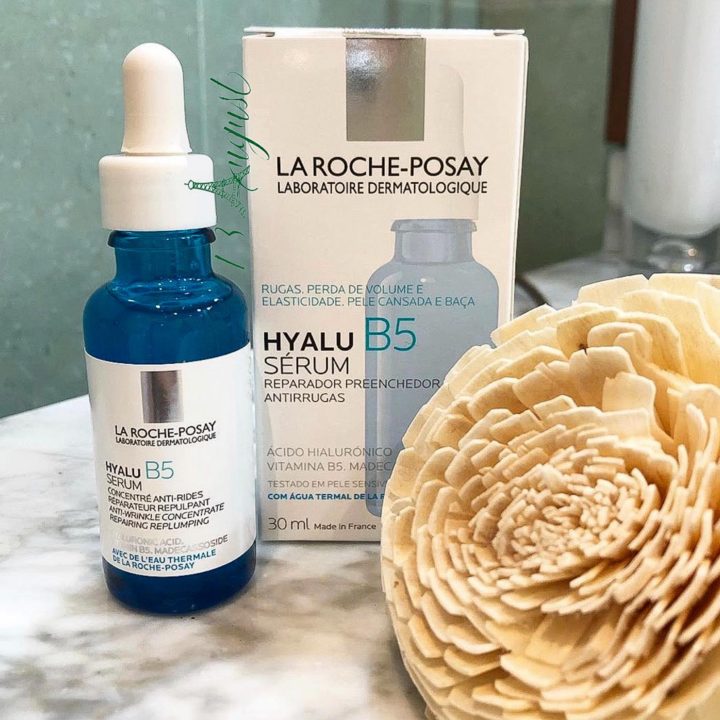 LA ROCHE-POSAY
LABORATOIRE DERMATOLOGIQUE
HYALU B5
SERUM
CONCENTRÉ ANTI-RIDES
RÉPARATEUR REPULPANT
ANTI-WRINKLE CONCENTRATE
REPAIRING REPLUMPING
B5, MADECASSOSIDE
AVEC DE L'EAU THERMALE
DE LA ROCHE-POSAY
13 August
LA ROCHE-POSAY
LABORATOIRE DERMATOLOGIQUE
RUGAS, PERDA DE VOLUME E
ELASTICIDADE, PELE CANSADA E BAÇA
HYALU B5
SÉRUM
REPARADOR PREENCHEDOR
ANTIRRUGAS
ÁCIDO HIALURÓNICO
VITAMINA B5. MADEC
TESTADO EM PELE SENSIV
COM ÁGUA TERMAL DE LA
30 ml Made in France